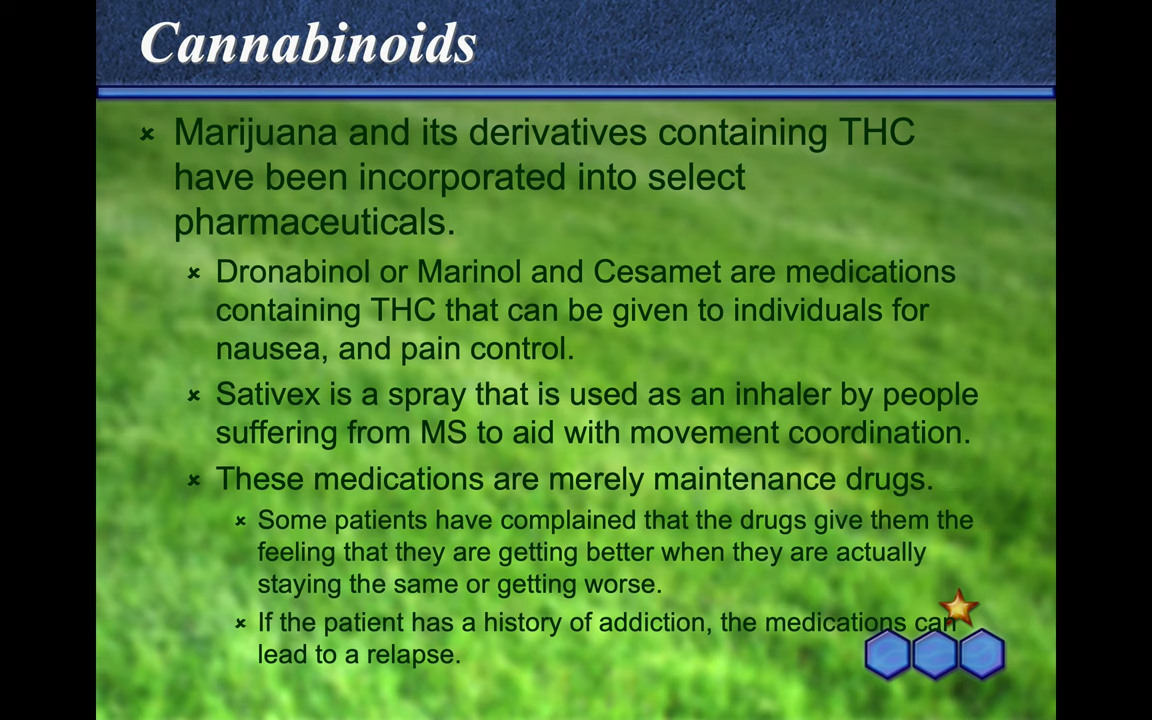 Cannabinoids
Marijuana and its derivatives containing THC
have been incorporated into select
pharmaceuticals.
Dronabinol or Marinol and Cesamet are medications
containing THC that can be given to individuals for
nausea, and pain control.
Sativex is a spray that is used as an inhaler by people
suffering from MS to aid with movement coordination.
These medications are merely maintenance drugs.
Some patients have complained that the drugs give them the
feeling that they are getting better when they are actually
staying the same or getting worse.
If the patient has a history of addiction, the medications can
lead to a relapse.